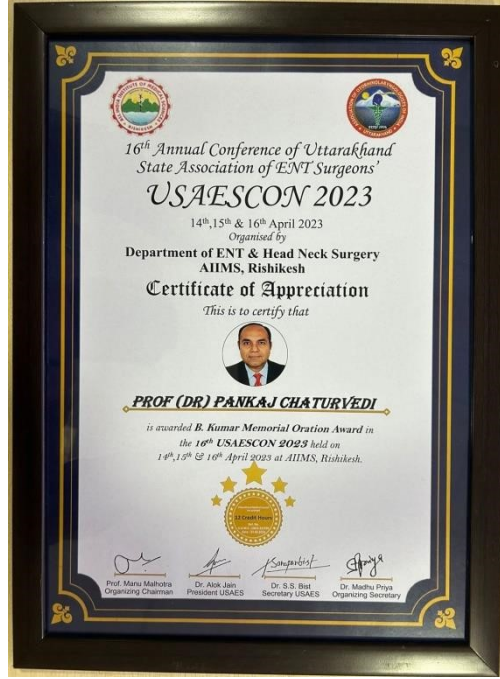 16th Annual Conference of Uttarakhand
State Association of ENT Surgeons'
USAESCON 2023
14th,15th & 16th April 2023
Organised by
Department of ENT & Head Neck Surgery
AIIMS, Rishikesh
Certificate of Appreciation
This is to certify that
PROF (DR) PANKAJ CHATURVEDI
is awarded B. Kumar Memorial Oration Award in
the 16th USAESCON 2023 held on
14th,15th & 16th April 2023 at AIIMS, Rishikesh.
12 Credit Hours
Prof. Manu Malhotra
Organizing Chairman
Dr. Alok Jain
President USAES
Dr. S.S. Bist
Secretary USAES
Dr. Madhu Priya
Organizing Secretary